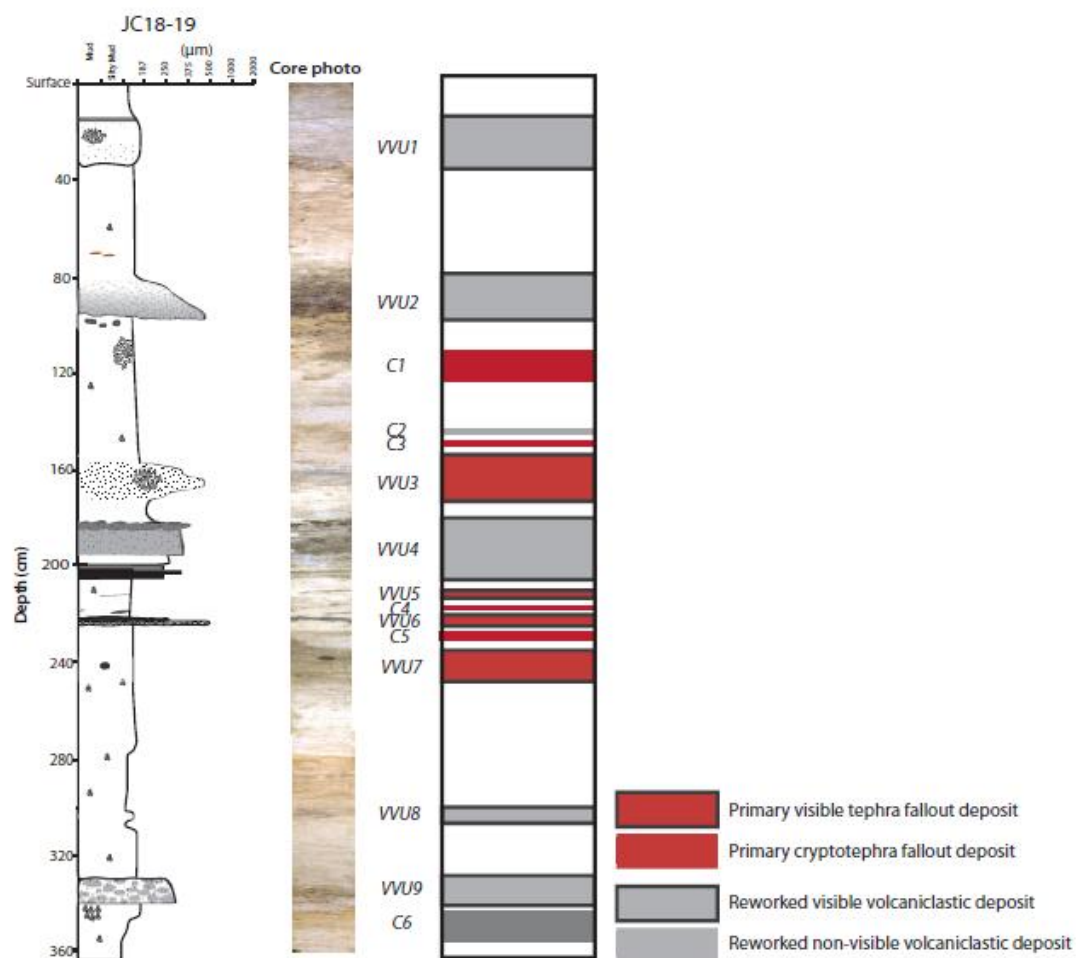 JC18-19
(µm)
Mud
Silty Mud
187
250
375
500
1000
2000
Core photo
Surface
40
80
120
160
200
240
280
320
360
Depth (cm)
VVU1
VVU2
C1
C2
C3
VVU3
VVU4
VVU5
C4
VVU6
C5
VVU7
VVU8
VVU9
C6
Primary visible tephra fallout deposit
Primary cryptotephra fallout deposit
Reworked visible volcaniclastic deposit
Reworked non-visible volcaniclastic deposit